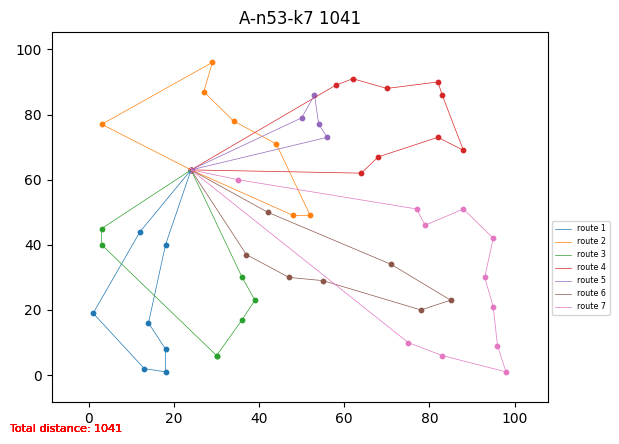 A-n53-k7 1041
100
80
60
40
20
0
0 20 40 60 80 100
route 1
route 2
route 3
route 4
route 5
route 6
route 7
Total distance: 1041